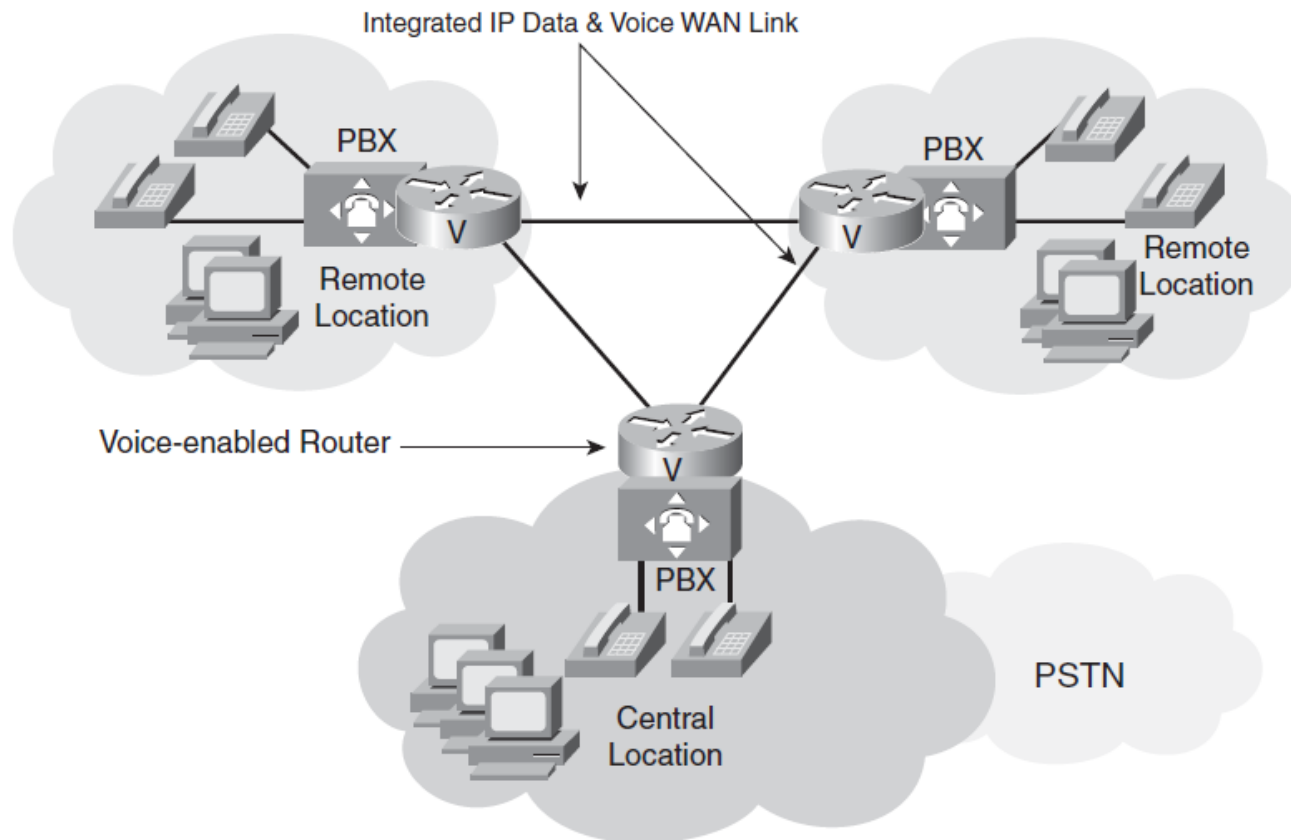 Integrated IP Data & Voice WAN Link
PBX
PBX
V
V
Remote
Location
Remote
Location
Voice-enabled Router
V
PBX
PSTN
Central
Location